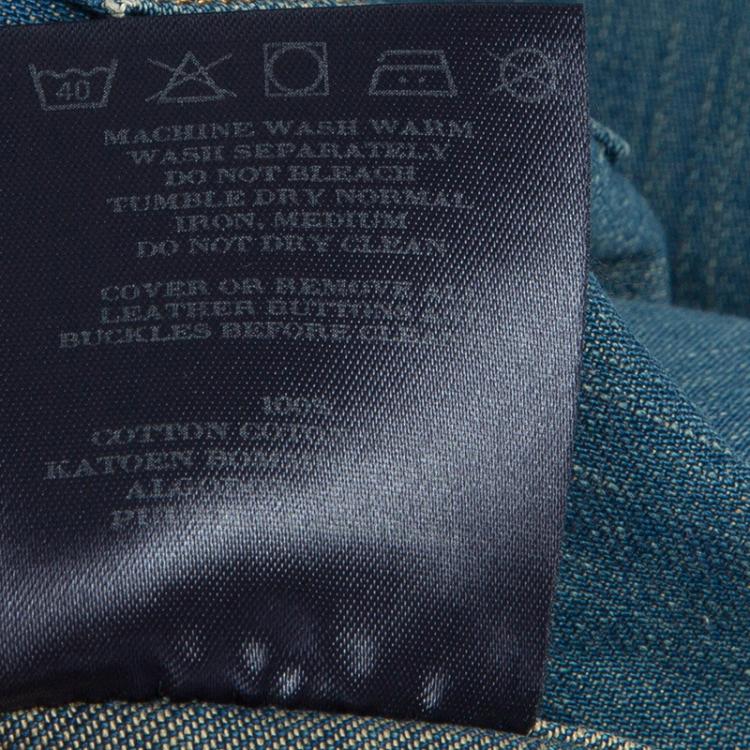 40
MACHINE WASH WARM
WASH SEPARATELY
DO NOT BLEACH
TUMBLE DRY NORMAL
IRON, MEDIUM
DO NOT DRY CLEAN
COVER OR REMOVE ALL
LEATHER BUTTONS
BUCKLES BEFORE
100%
COTTON
KATOEN